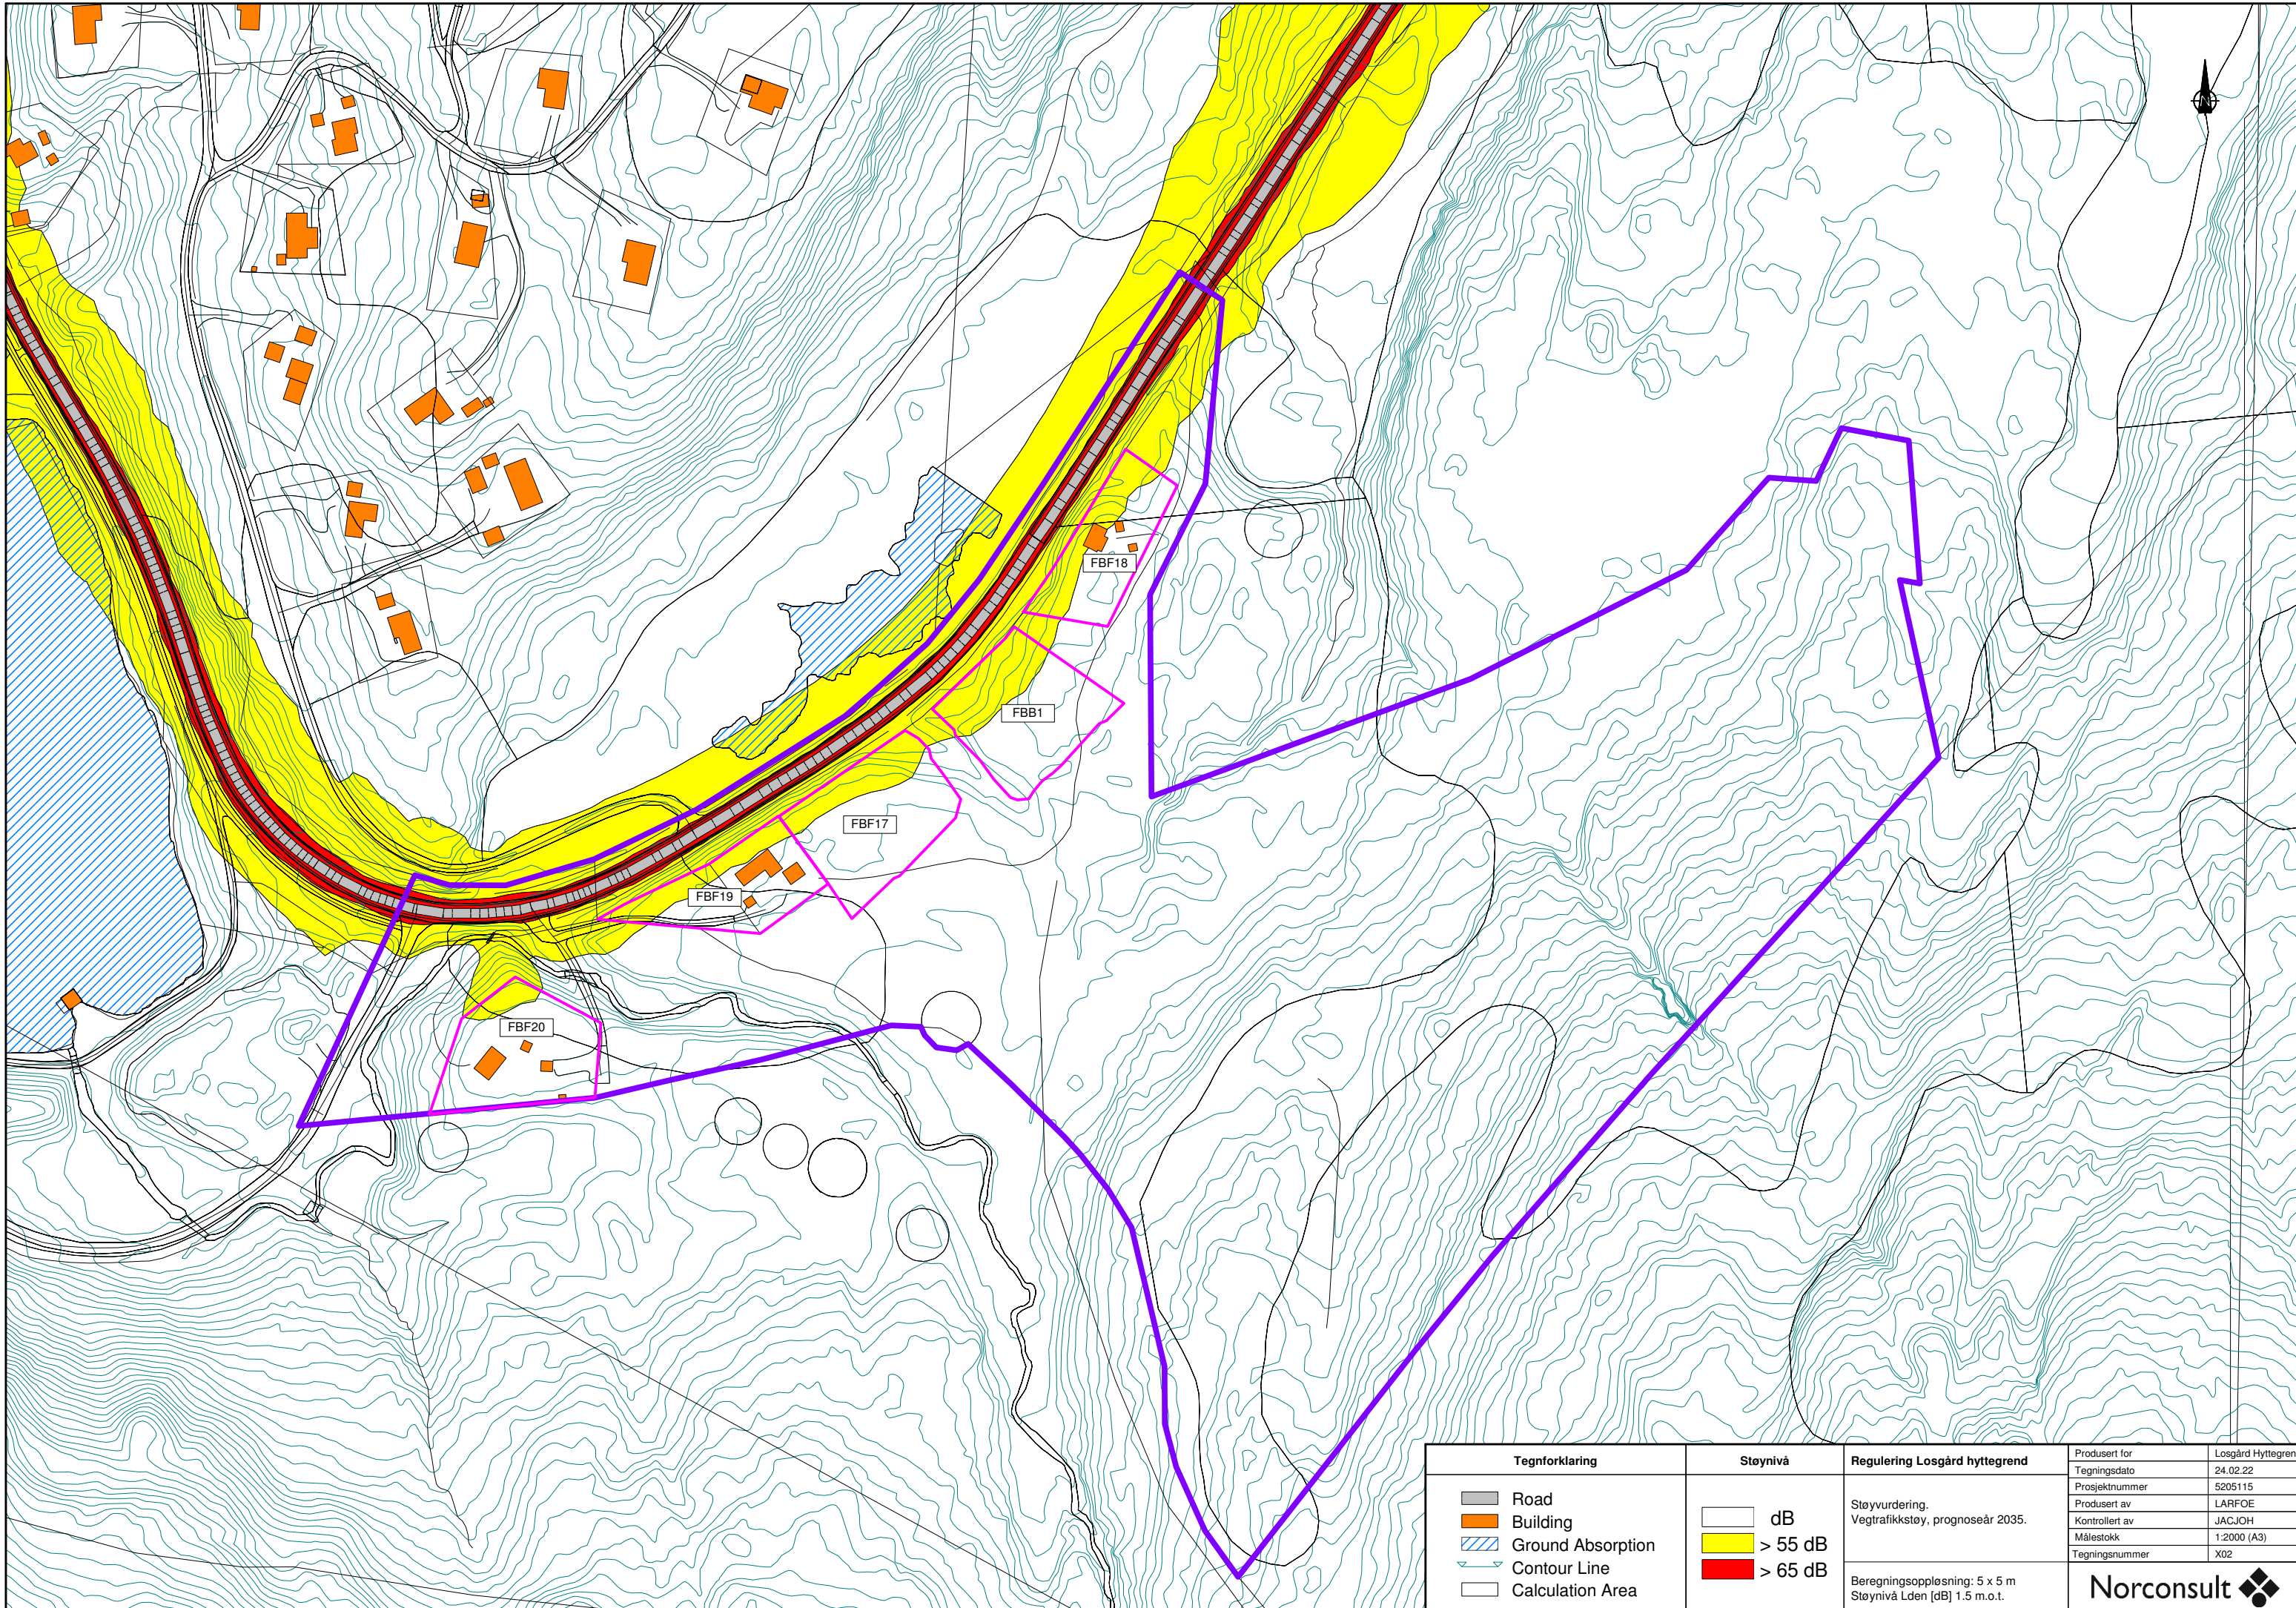 N
FBF18
FBB1
FBF17
FBF19
FBF20
Tegnforklaring
Road
Building
Ground Absorption
Contour Line
Calculation Area
Støynivå
dB
> 55 dB
> 65 dB
Regulering Losgård hyttegrend
Støyvurdering.
Vegtrafikkstøy, prognoseår 2035.
Beregningsoppløsning: 5 x 5 m
Støynivå Lden [dB] 1.5 m.o.t.
Produsert for Losgård Hyttegren
Tegningsdato 24.02.22
Prosjektnummer 5205115
Produsert av LARFOE
Kontrollert av JACJOH
Målestokk 1:2000 (A3)
Tegningsnummer X02
Norconsult